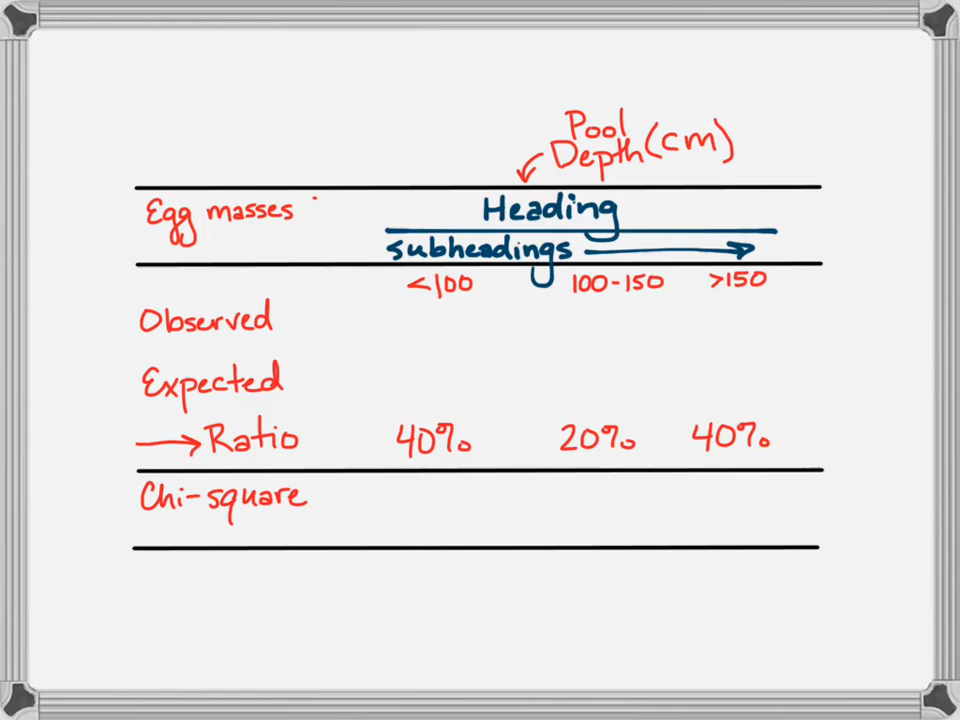 Pool
Depth (cm)
Egg masses Heading
subheadings
<100 100-150 >150
Observed
Expected
Ratio 40% 20% 40%
Chi-square